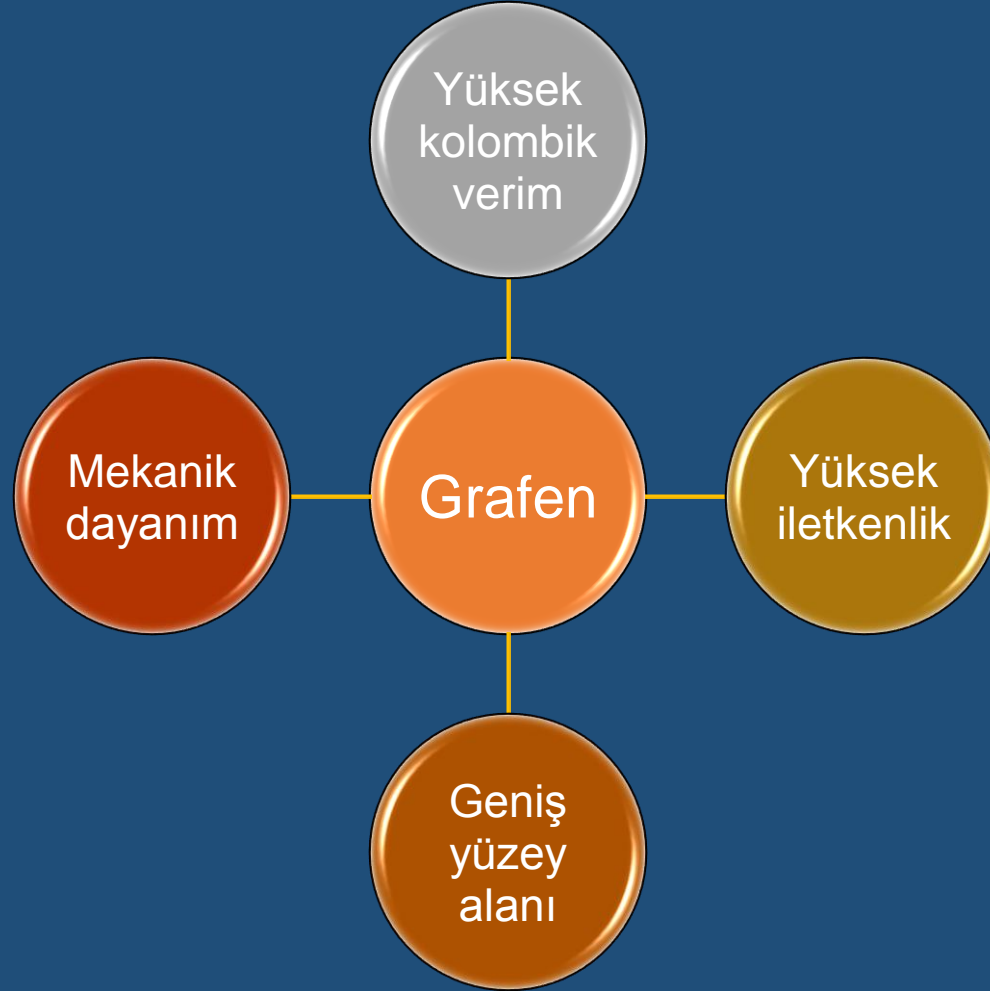 Yüksek
kolombik
verim
Mekanik
dayanım
Grafen
Yüksek
iletkenlik
Geniş
yüzey
alanı